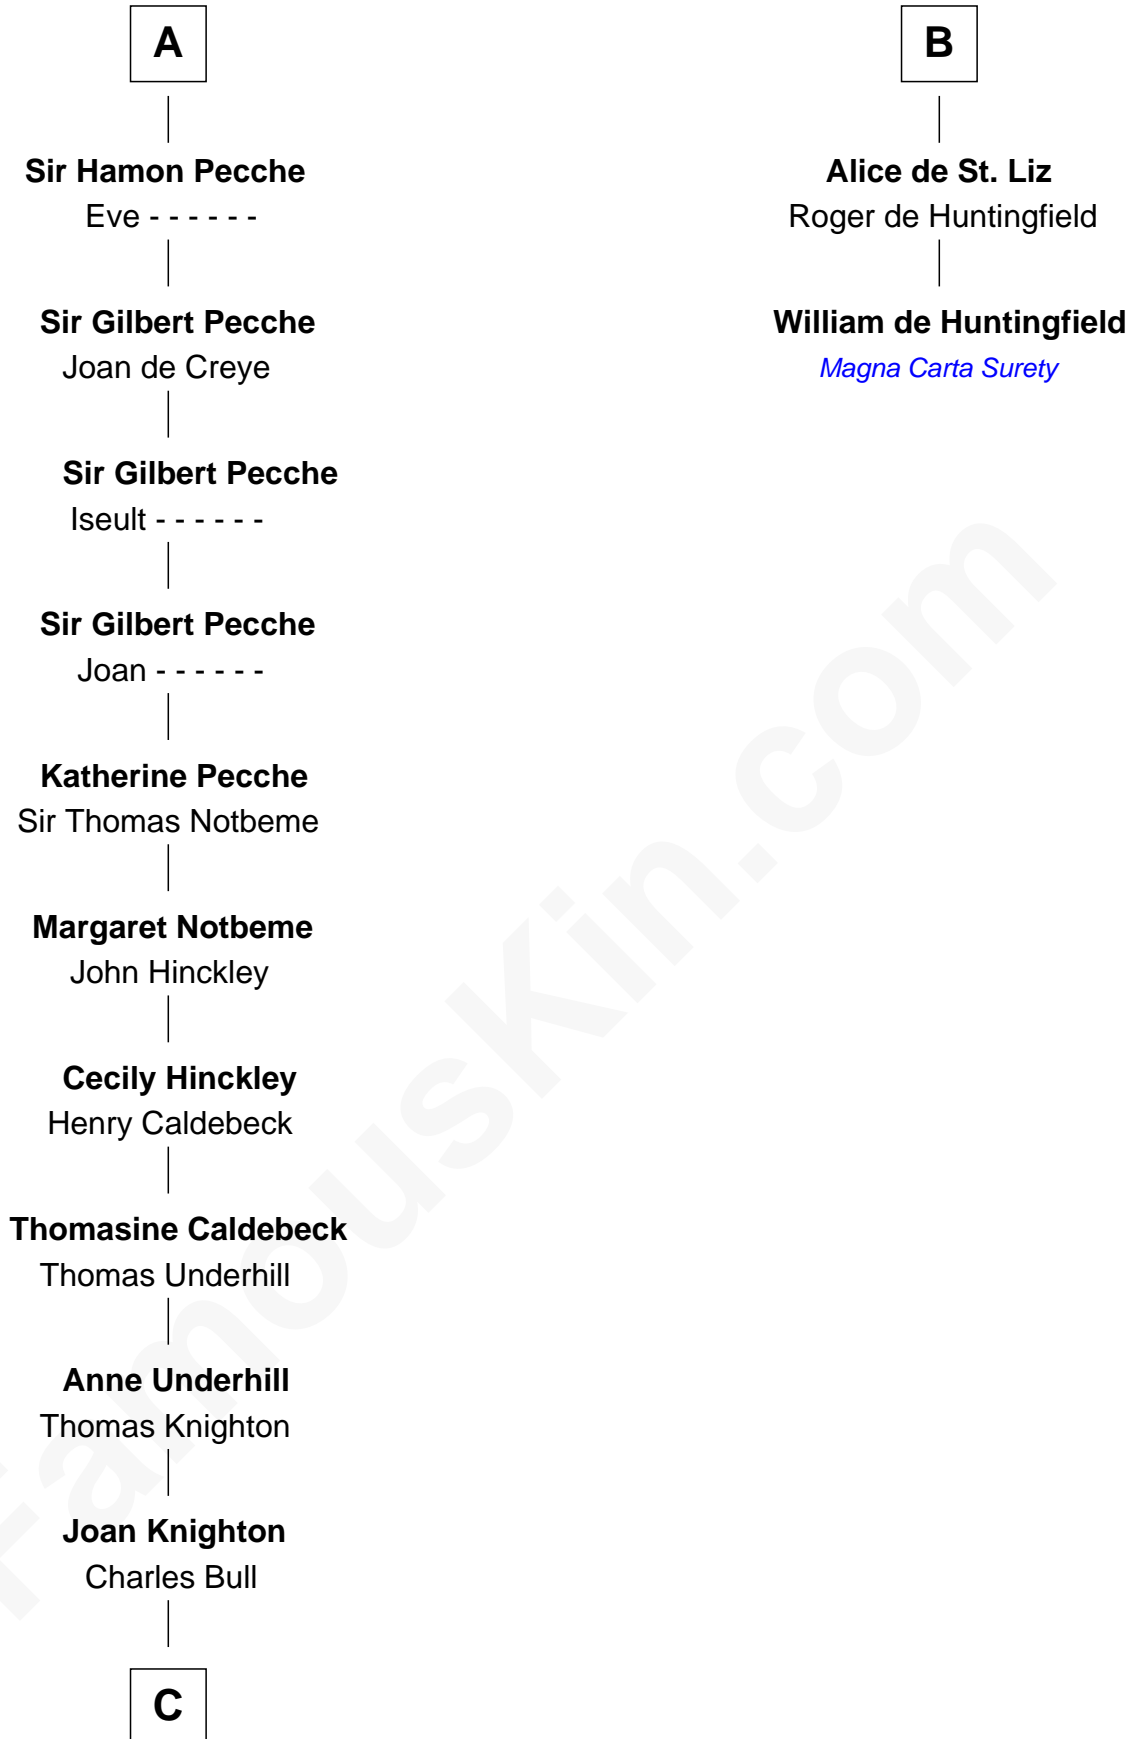 A
Sir Hamon Pecche
Eve - - - - - -
Sir Gilbert Pecche
Joan de Creye
Sir Gilbert Pecche
Iseult - - - - - -
Sir Gilbert Pecche
Joan - - - - - -
Katherine Pecche
Sir Thomas Notbeme
Margaret Notbeme
John Hinckley
Cecily Hinckley
Henry Caldebeck
Thomasine Caldebeck
Thomas Underhill
Anne Underhill
Thomas Knighton
Joan Knighton
Charles Bull
C
B
Alice de St. Liz
Roger de Huntingfield
William de Huntingfield
Magna Carta Surety
FamousKin.com